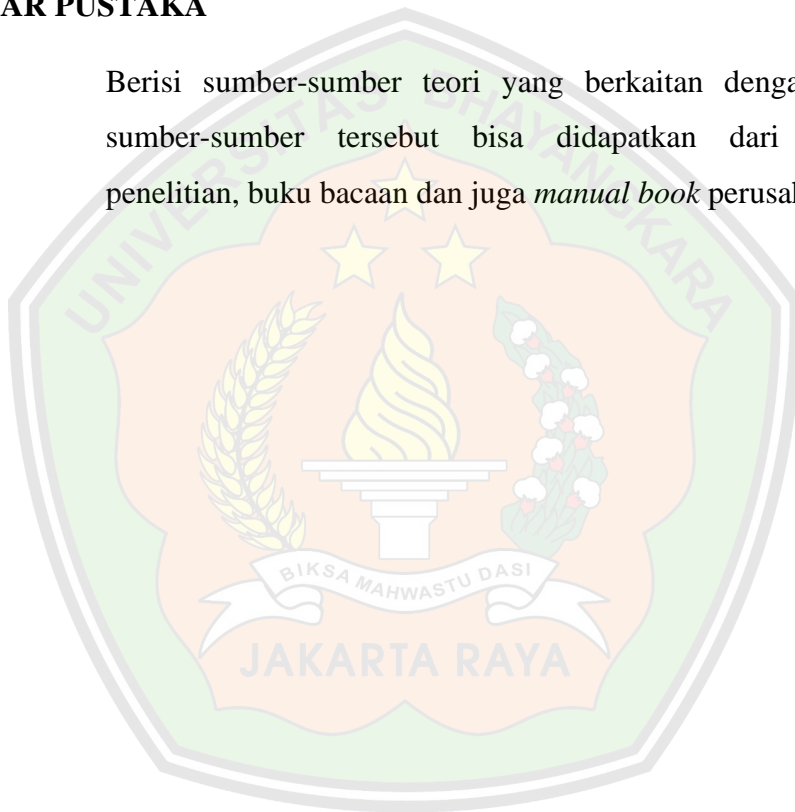 AR PUSTAKA
Berisi sumber-sumber teori yang berkaitan denga
sumber-sumber tersebut bisa didapatkan dari
penelitian, buku bacaan dan juga manual book perusa
UNIVERSITAS BHAYANGKARA
BIKSA MAHWASTU DASI
JAKARTA RAYA